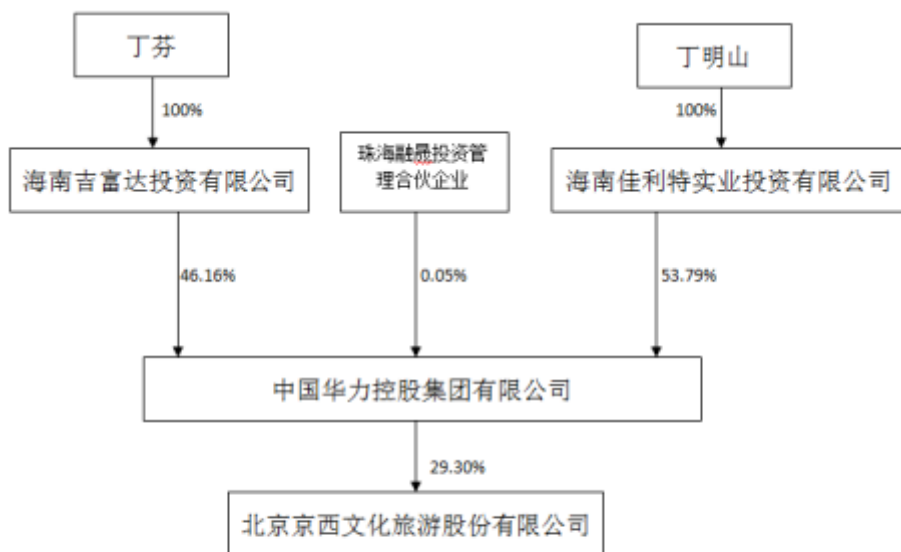 丁芬
丁明山
100%
100%
海南吉富达投资有限公司
珠海融晟投资管
理合伙企业
海南佳利特实业投资有限公司
46.16%
0.05%
53.79%
中国华力控股集团有限公司
29.30%
北京京西文化旅游股份有限公司